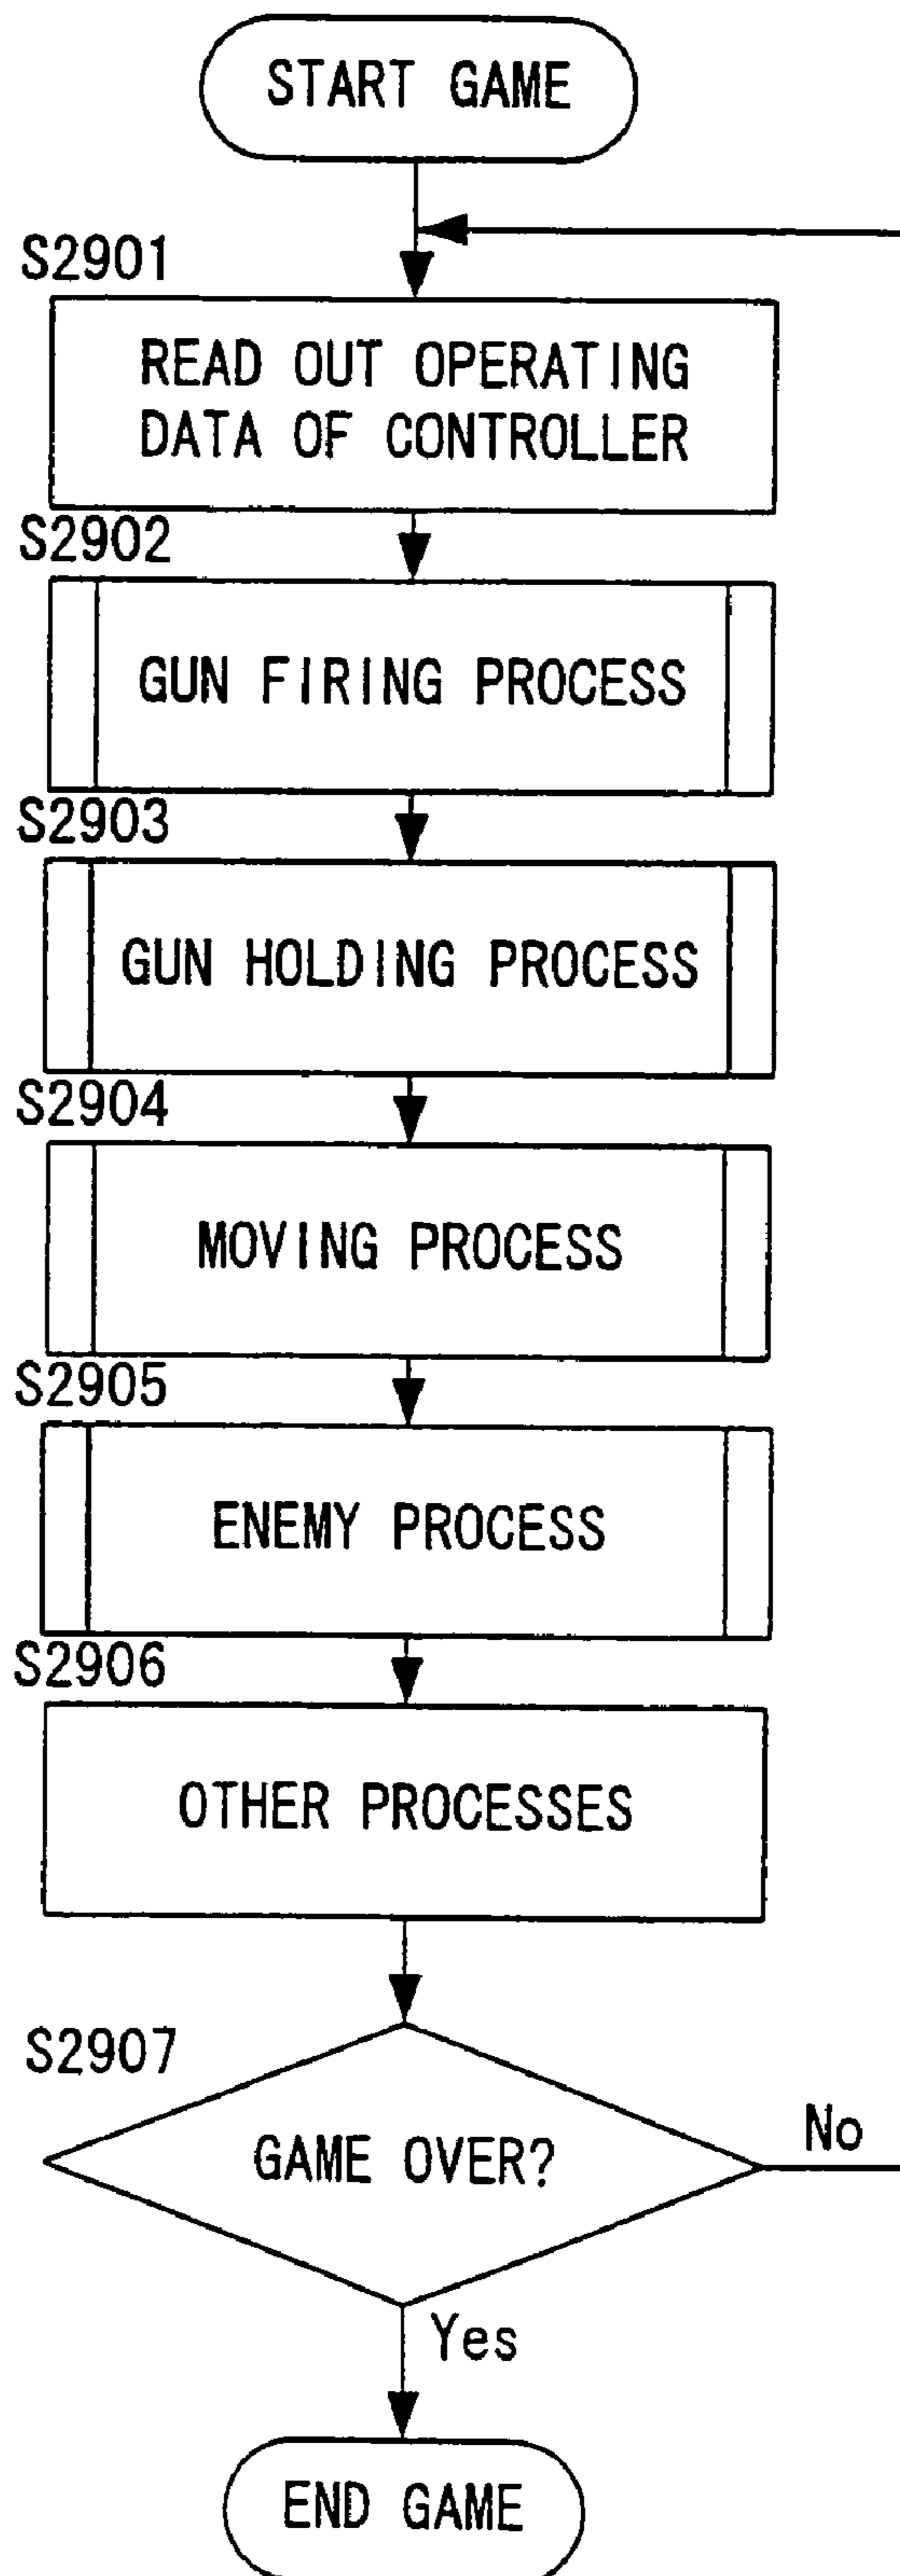 START GAME
S2901
READ OUT OPERATING
DATA OF CONTROLLER
S2902
GUN FIRING PROCESS
S2903
GUN HOLDING PROCESS
S2904
MOVING PROCESS
S2905
ENEMY PROCESS
S2906
OTHER PROCESSES
S2907
GAME OVER?
No
Yes
END GAME